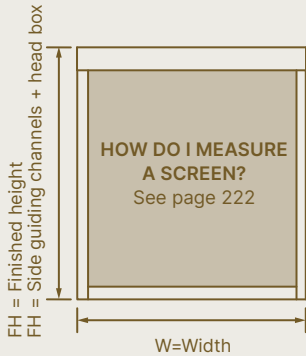 FH = Finished height
FH = Side guiding channels + head box
HOW DO I MEASURE
A SCREEN?
See page 222
W=Width